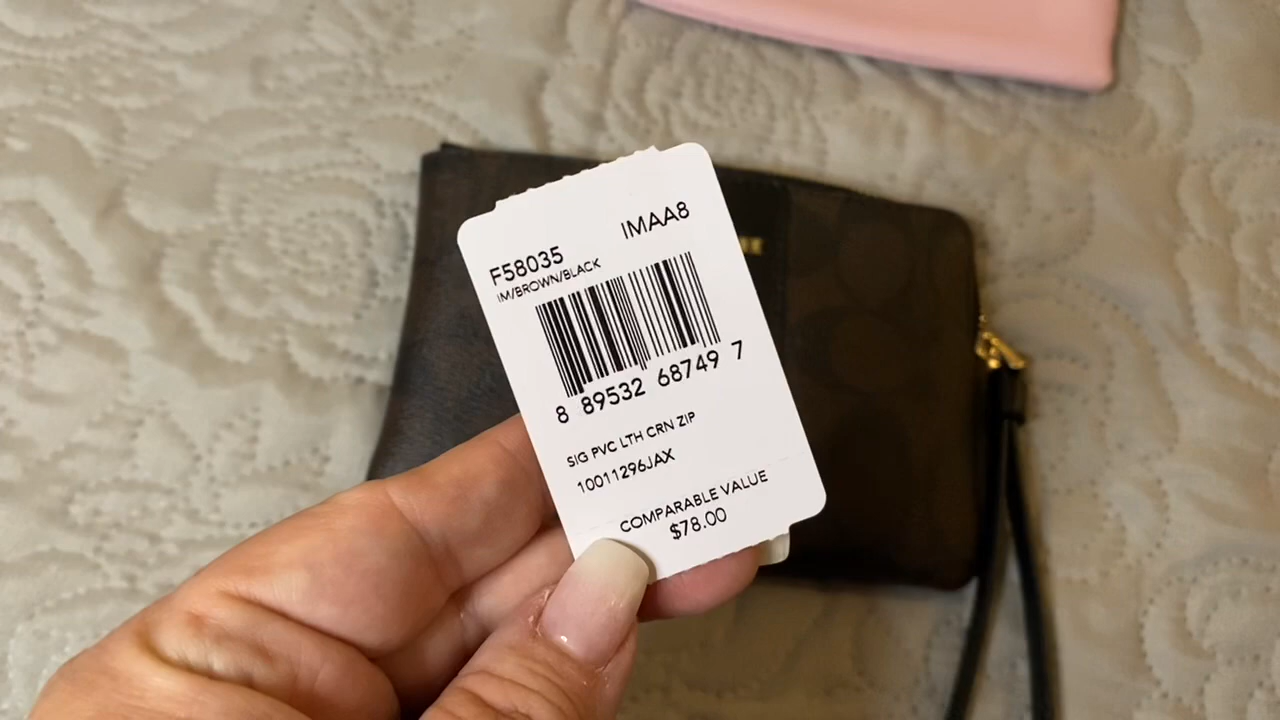 IMAA8
F58035
IM/BROWN/BLACK
8 89532 68749 7
SIG PVC LTH CRN ZIP
10011296JAX
COMPARABLE VALUE
$78.00